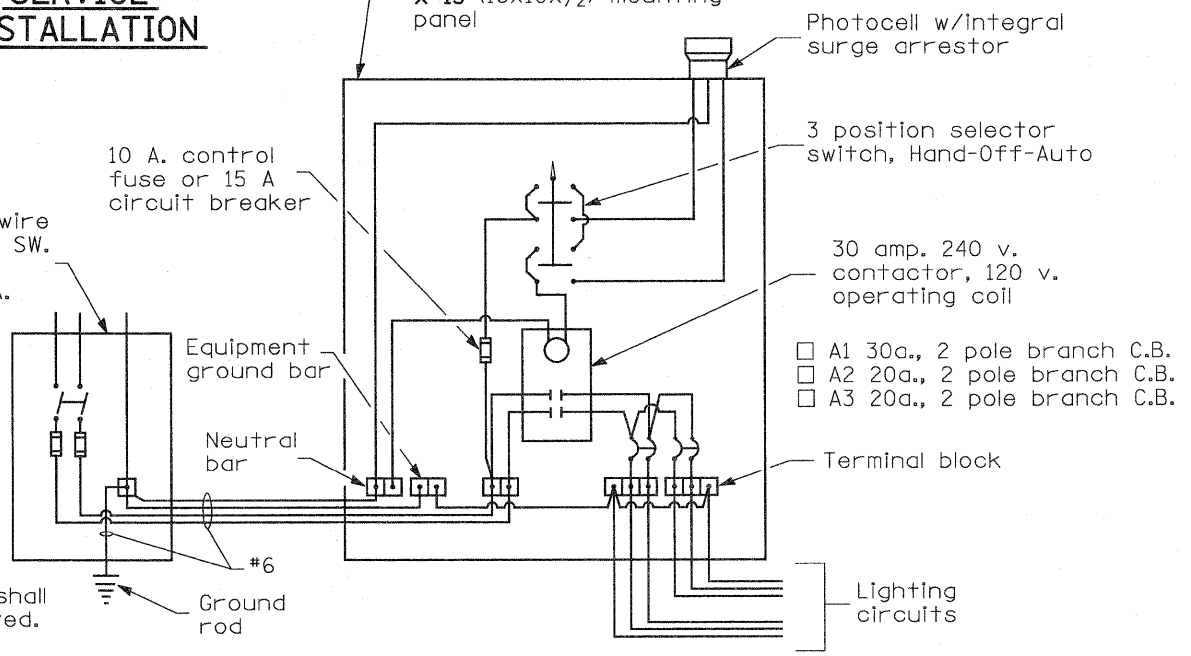 STALLATION
panel
Photocell w/integral
surge arrestor
3 position selector
switch, Hand-Off-Auto
10 A. control
fuse or 15 A
circuit breaker
wire
SW.
30 amp. 240 v.
contactor, 120 v.
operating coil
Equipment
ground bar
□ A1 30a., 2 pole branch C.B.
□ A2 20a., 2 pole branch C.B.
□ A3 20a., 2 pole branch C.B.
Neutral
bar
Terminal block
#6
shall
Ground
rod
Lighting
circuits